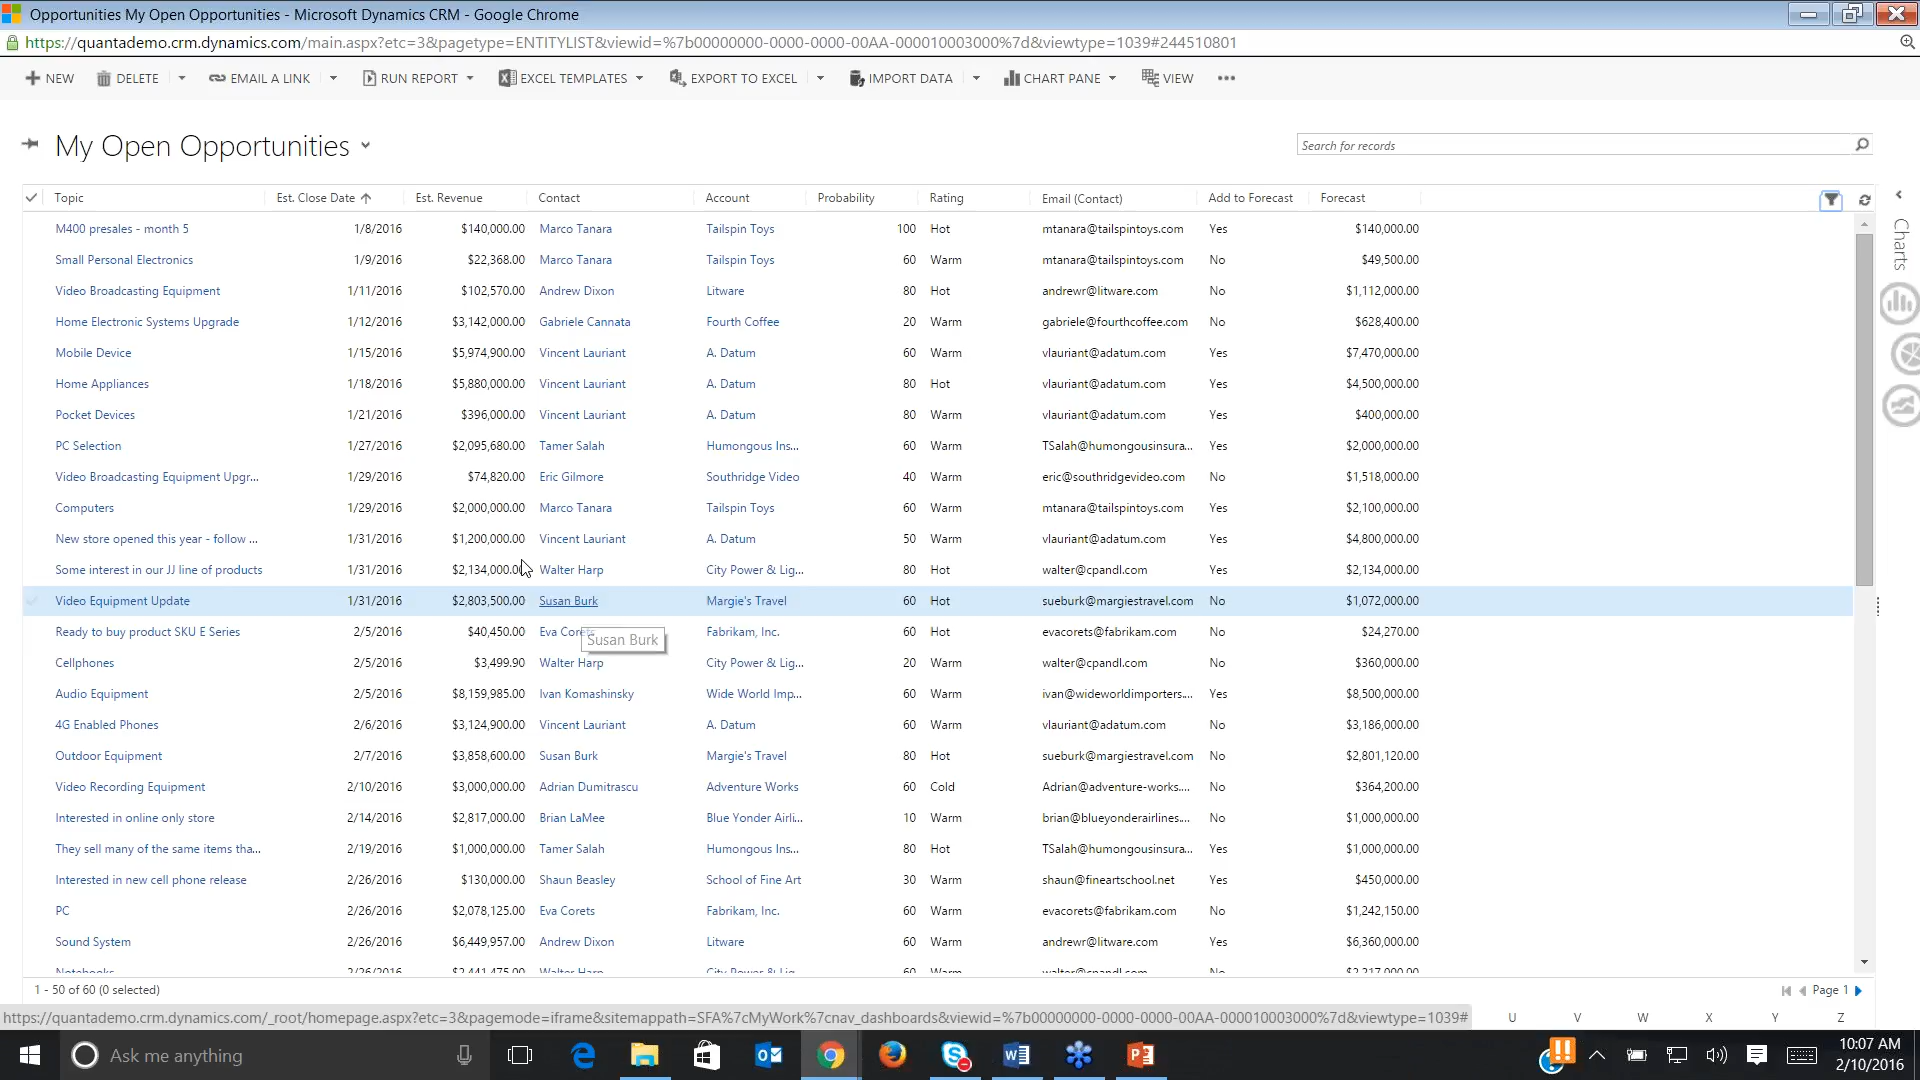 Opportunities My Open Opportunities - Microsoft Dynamics CRM - Google Chrome
https://quantademo.crm.dynamics.com/main.aspx?etc=3&pagetype=ENTITYLIST&viewid=%7b00000000-0000-0000-00AA-000010003000%7d&viewtype=1039#244510801
NEW DELETE EMAIL A LINK RUN REPORT EXCEL TEMPLATES EXPORT TO EXCEL IMPORT DATA CHART PANE VIEW •••
My Open Opportunities
Search for records
Topic Est. Close Date Est. Revenue Contact Account Probability Rating Email (Contact) Add to Forecast Forecast
Charts
M400 presales - month 5 1/8/2016 $140,000.00 Marco Tanara Tailspin Toys 100 Hot mtanara@tailspintoys.com Yes $140,000.00
Small Personal Electronics 1/9/2016 $22,368.00 Marco Tanara Tailspin Toys 60 Warm mtanara@tailspintoys.com No $49,500.00
Video Broadcasting Equipment 1/11/2016 $102,570.00 Andrew Dixon Litware 80 Hot andrewr@litware.com No $1,112,000.00
Home Electronic Systems Upgrade 1/12/2016 $3,142,000.00 Gabriele Cannata Fourth Coffee 20 Warm gabriele@fourthcoffee.com No $628,400.00
Mobile Device 1/15/2016 $5,974,900.00 Vincent Lauriant A. Datum 60 Warm vlauriant@adatum.com Yes $7,470,000.00
Home Appliances 1/18/2016 $5,880,000.00 Vincent Lauriant A. Datum 80 Hot vlauriant@adatum.com Yes $4,500,000.00
Pocket Devices 1/21/2016 $396,000.00 Vincent Lauriant A. Datum 80 Warm vlauriant@adatum.com Yes $400,000.00
PC Selection 1/27/2016 $2,095,680.00 Tamer Salah Humongous Ins... 60 Warm TSalah@humongousinsura... Yes $2,000,000.00
Video Broadcasting Equipment Upgr... 1/29/2016 $74,820.00 Eric Gilmore Southridge Video 40 Warm eric@southridgevideo.com No $1,518,000.00
Computers 1/29/2016 $2,000,000.00 Marco Tanara Tailspin Toys 60 Warm mtanara@tailspintoys.com Yes $2,100,000.00
New store opened this year - follow ... 1/31/2016 $1,200,000.00 Vincent Lauriant A. Datum 50 Warm vlauriant@adatum.com Yes $4,800,000.00
Some interest in our JJ line of products 1/31/2016 $2,134,000.00 Walter Harp City Power & Lig... 80 Hot walter@cpandl.com Yes $2,134,000.00
Video Equipment Update 1/31/2016 $2,803,500.00 Susan Burk Margie's Travel 60 Hot sueburk@margiestravel.com No $1,072,000.00
Ready to buy product SKU E Series 2/5/2016 $40,450.00 Eva Corets Fabrikam, Inc. 60 Hot evacorets@fabrikam.com No $24,270.00
Susan Burk
Cellphones 2/5/2016 $3,499.90 Walter Harp City Power & Lig... 20 Warm walter@cpandl.com No $360,000.00
Audio Equipment 2/5/2016 $8,159,985.00 Ivan Komashinsky Wide World Imp... 60 Warm ivan@wideworldimporters... Yes $8,500,000.00
4G Enabled Phones 2/6/2016 $3,124,900.00 Vincent Lauriant A. Datum 60 Warm vlauriant@adatum.com No $3,186,000.00
Outdoor Equipment 2/7/2016 $3,858,600.00 Susan Burk Margie's Travel 80 Hot sueburk@margiestravel.com No $2,801,120.00
Video Recording Equipment 2/10/2016 $3,000,000.00 Adrian Dumitrascu Adventure Works 60 Cold Adrian@adventure-works.... No $364,200.00
Interested in online only store 2/14/2016 $2,817,000.00 Brian LaMee Blue Yonder Airli... 10 Warm brian@blueyonderairlines.... No $1,000,000.00
They sell many of the same items tha... 2/19/2016 $1,000,000.00 Tamer Salah Humongous Ins... 80 Hot TSalah@humongousinsura... Yes $1,000,000.00
Interested in new cell phone release 2/26/2016 $130,000.00 Shaun Beasley School of Fine Art 30 Warm shaun@fineartschool.net Yes $450,000.00
PC 2/26/2016 $2,078,125.00 Eva Corets Fabrikam, Inc. 60 Warm evacorets@fabrikam.com No $1,242,150.00
Sound System 2/26/2016 $6,449,957.00 Andrew Dixon Litware 60 Warm andrewr@litware.com Yes $6,360,000.00
Notebooks 2/26/2016 $2,441,475.00 Walter Harp City Power & Lig... 60 Warm walter@cpandl.com No $2,317,000.00
1 - 50 of 60 (0 selected) Page 1
https://quantademo.crm.dynamics.com/_root/homepage.aspx?etc=3&pagemode=iframe&sitemappath=SFA%7cMyWork%7cnav_dashboards&viewid=%7b00000000-0000-0000-00AA-000010003000%7d&viewtype=1039# U V W X Y Z
Ask me anything
10:07 AM
2/10/2016